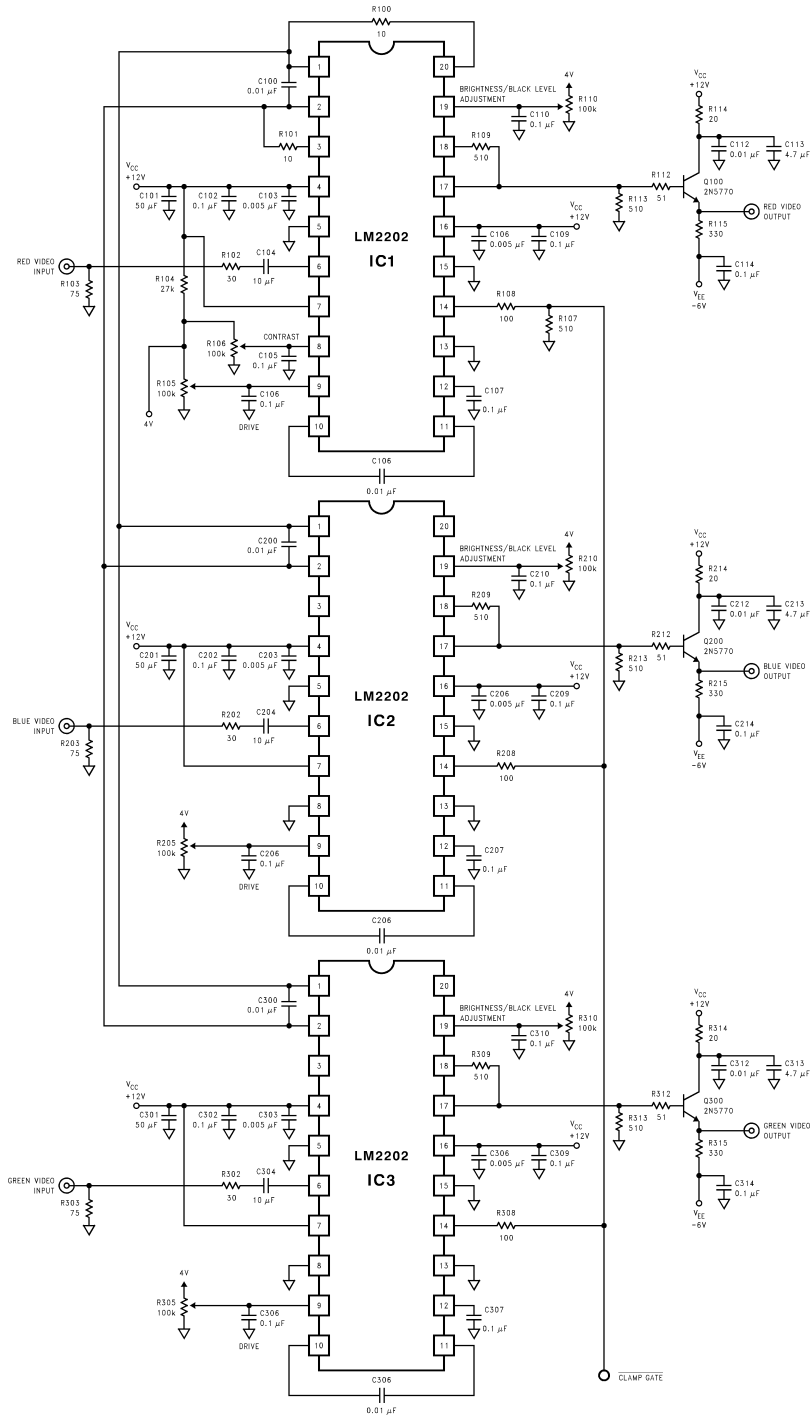 R100
10
1
20
C100
0.01 μF
2
19
BRIGHTNESS/BLACK LEVEL
ADJUSTMENT
4V
R110
100k
C110
0.1 μF
VCC
+12V
R114
20
R101
10
3
18
R109
510
C112
0.01 μF
C113
4.7 μF
VCC
+12V
C101
50 μF
C102
0.1 μF
C103
0.005 μF
4
17
R113
510
R112
51
Q100
2N5770
RED VIDEO
OUTPUT
R115
330
C114
0.1 μF
VEE
-6V
5
LM2202
IC1
16
C106
0.005 μF
C109
0.1 μF
VCC
+12V
RED VIDEO
INPUT
R103
75
R102
30
C104
10 μF
6
15
R104
27k
7
14
R108
100
R107
510
R106
100k
CONTRAST
C105
0.1 μF
8
13
R105
100k
C106
0.1 μF
DRIVE
9
12
C107
0.1 μF
4V
10
11
C106
0.01 μF
1
20
C200
0.01 μF
2
19
BRIGHTNESS/BLACK LEVEL
ADJUSTMENT
4V
R210
100k
C210
0.1 μF
VCC
+12V
R214
20
3
18
R209
510
C212
0.01 μF
C213
4.7 μF
VCC
+12V
C201
50 μF
C202
0.1 μF
C203
0.005 μF
4
17
R213
510
R212
51
Q200
2N5770
BLUE VIDEO
OUTPUT
R215
330
C214
0.1 μF
VEE
-6V
5
LM2202
IC2
16
C206
0.005 μF
C209
0.1 μF
VCC
+12V
BLUE VIDEO
INPUT
R203
75
R202
30
C204
10 μF
6
15
7
14
R208
100
8
13
4V
R205
100k
C206
0.1 μF
DRIVE
9
12
C207
0.1 μF
10
11
C206
0.01 μF
1
20
C300
0.01 μF
2
19
BRIGHTNESS/BLACK LEVEL
ADJUSTMENT
4V
R310
100k
C310
0.1 μF
VCC
+12V
R314
20
3
18
R309
510
C312
0.01 μF
C313
4.7 μF
VCC
+12V
C301
50 μF
C302
0.1 μF
C303
0.005 μF
4
17
R313
510
R312
51
Q300
2N5770
GREEN VIDEO
OUTPUT
R315
330
C314
0.1 μF
VEE
-6V
5
LM2202
IC3
16
C306
0.005 μF
C309
0.1 μF
VCC
+12V
GREEN VIDEO
INPUT
R303
75
R302
30
C304
10 μF
6
15
7
14
R308
100
8
13
4V
R305
100k
C306
0.1 μF
DRIVE
9
12
C307
0.1 μF
10
11
C306
0.01 μF
CLAMP GATE